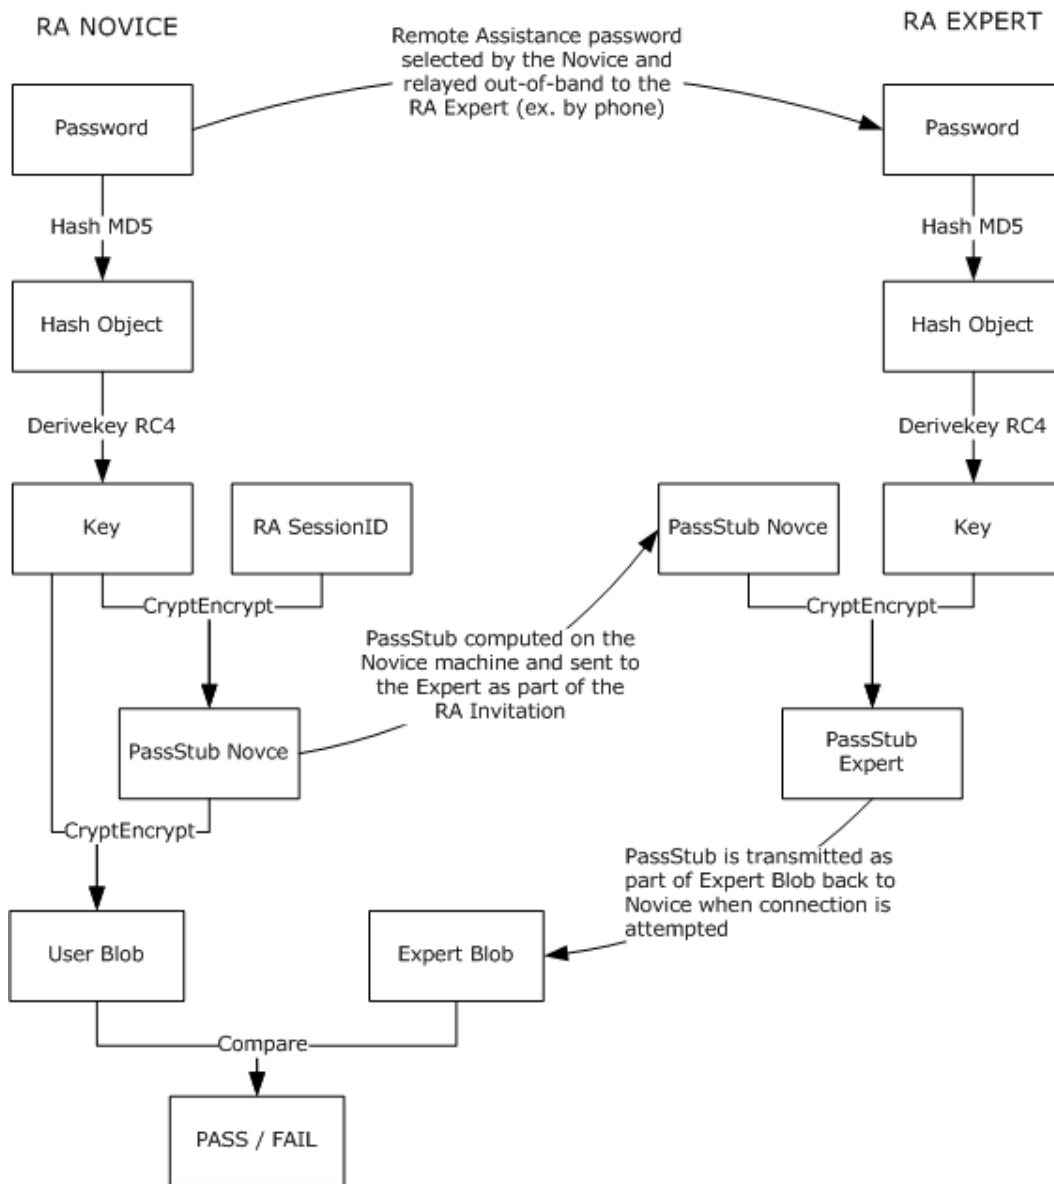 RA NOVICE
RA EXPERT
Remote Assistance password
selected by the Novice and
relayed out-of-band to the
RA Expert (ex. by phone)
Password
Password
Hash MD5
Hash MD5
Hash Object
Hash Object
Derivekey RC4
Derivekey RC4
Key
RA SessionID
PassStub Novce
Key
CryptEncrypt
CryptEncrypt
PassStub computed on the
Novice machine and sent to
the Expert as part of the
RA Invitation
PassStub Novce
PassStub
Expert
CryptEncrypt
PassStub is transmitted as
part of Expert Blob back to
Novice when connection is
attempted
User Blob
Expert Blob
Compare
PASS / FAIL